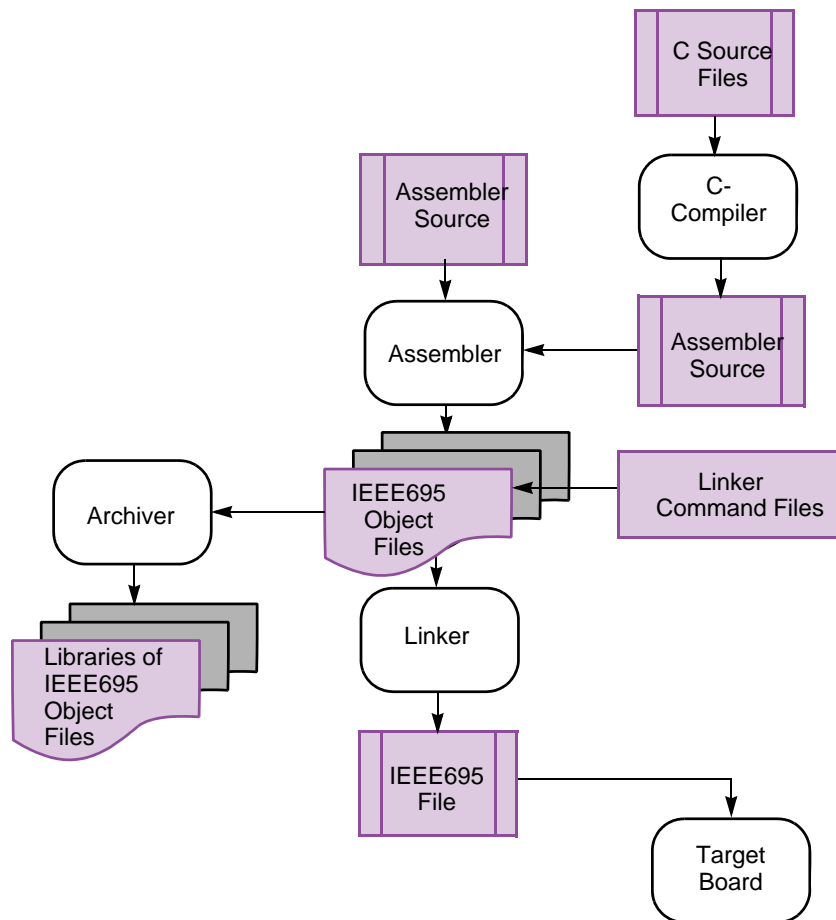 C Source
Files
C-
Compiler
Assembler
Source
Assembler
Source
Assembler
IEEE695
Object
Files
Linker
Command Files
Archiver
Linker
Libraries of
IEEE695
Object
Files
IEEE695
File
Target
Board